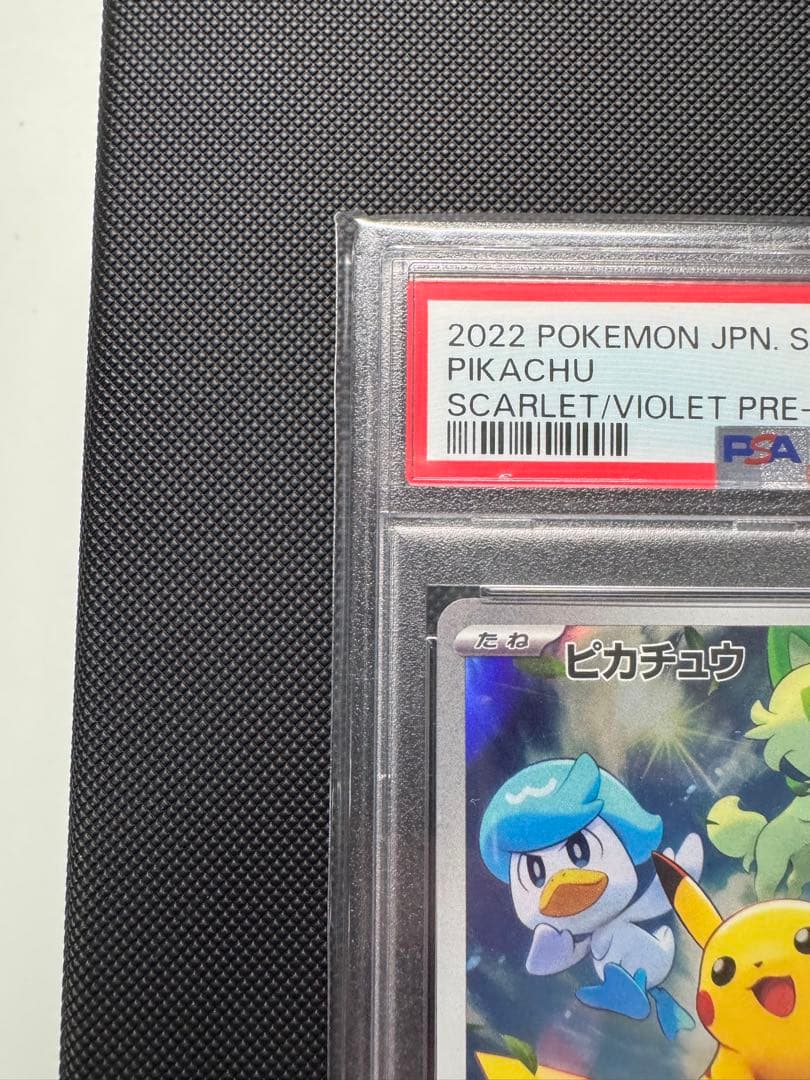 2022 POKEMON JPN. S
PIKACHU
SCARLET/VIOLET PRE-
PSA
たね ピカチュウ